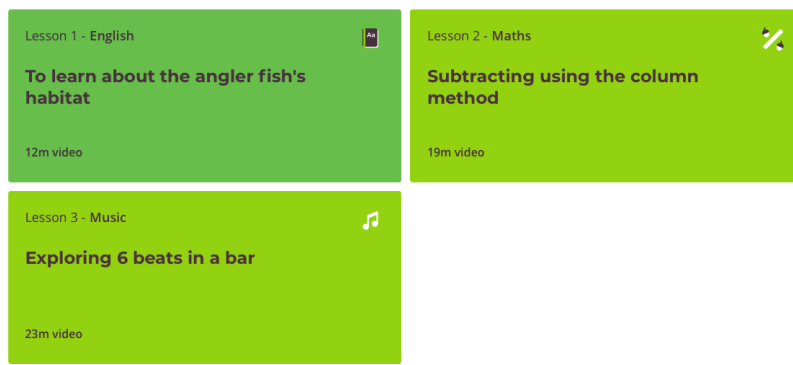 Lesson 1 - English
Aa
To learn about the angler fish's
habitat
12m video
Lesson 2 - Maths
Subtracting using the column
method
19m video
Lesson 3 - Music
Exploring 6 beats in a bar
23m video